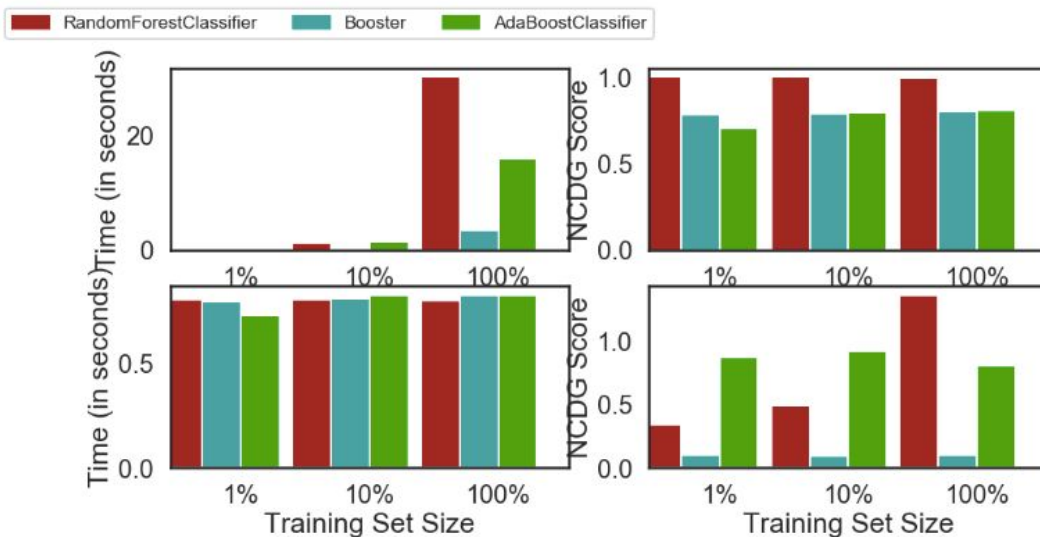 RandomForestClassifier Booster AdaBoostClassifier
Time (in seconds)
20
0
1% 10% 100%
NCDG Score
1.0
0.5
0.0
1% 10% 100%
Time (in seconds)
0.5
0.0
1% 10% 100%
Training Set Size
NCDG Score
1.0
0.5
0.0
1% 10% 100%
Training Set Size